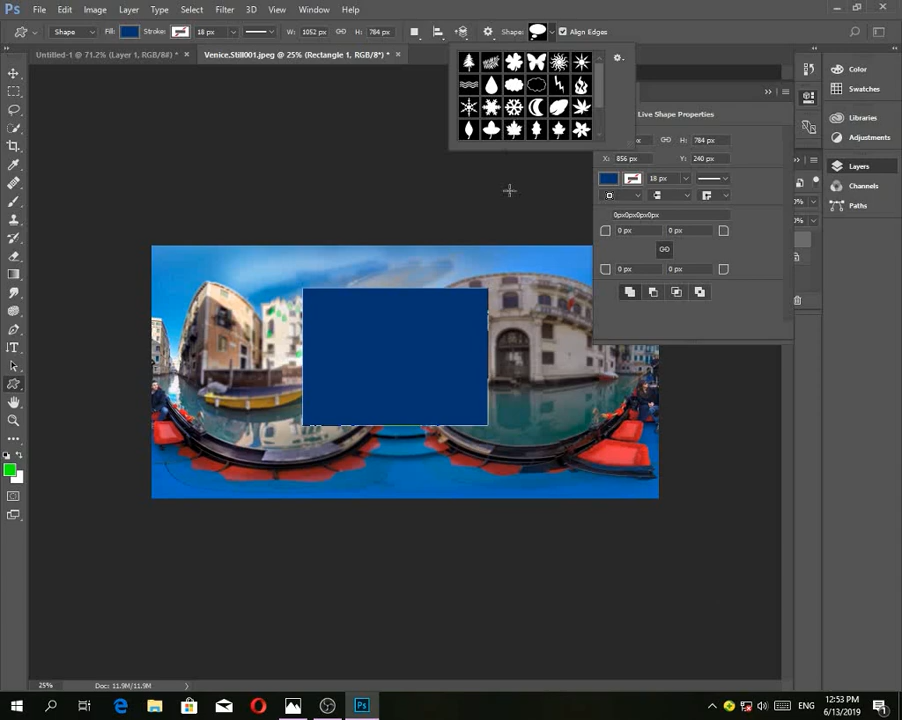 Ps File Edit Image Layer Type Select Filter 3D View Window Help
Shape Fill: Stroke: 18 px W: 1052 px H: 784 px Shape: Align Edges
Untitled-1 @ 71.2% (Layer 1, RGB/8#) * × Venice.Still001.jpeg @ 25% (Rectangle 1, RGB/8*) * ×
Color
Swatches
Live Shape Properties
Libraries
H: 784 px
Adjustments
X: 856 px Y: 240 px
Layers
18 px
Channels
Paths
0px0px0px0px
0 px 0 px
0 px 0 px
T
25% Doc: 11.9M/11.9M
Ps ENG 12:53 PM
6/13/2019
1